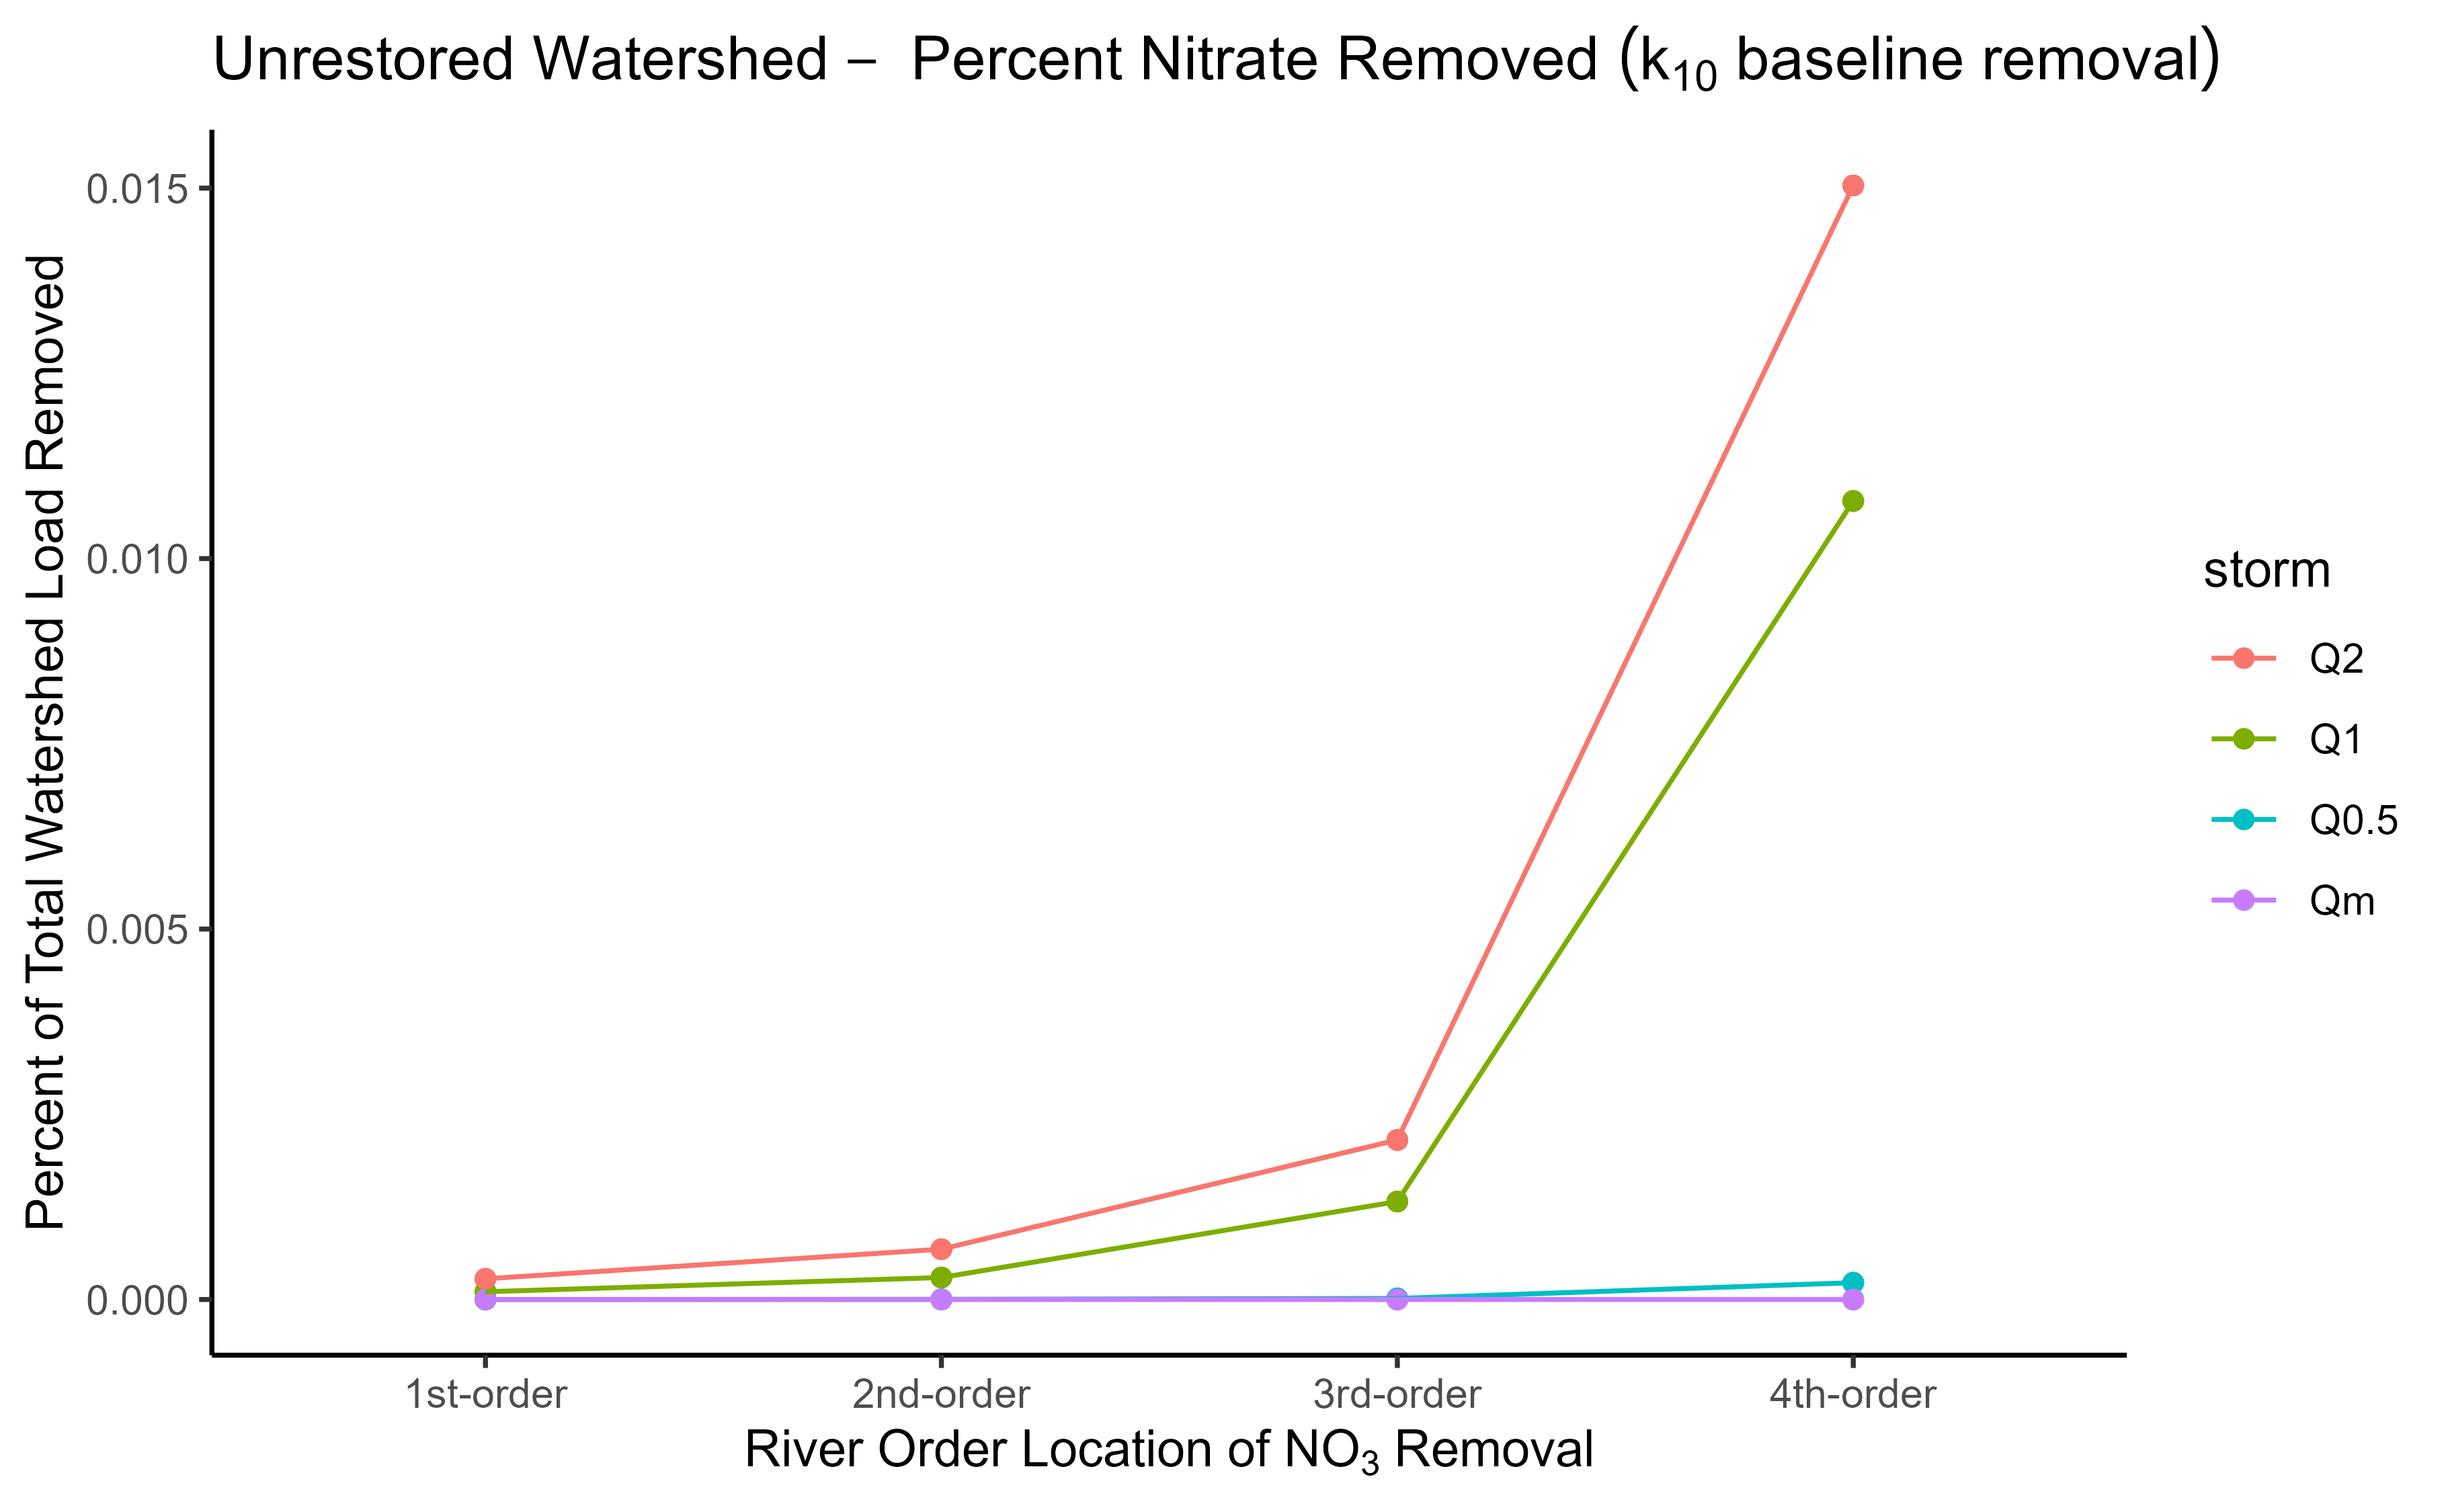 Unrestored Watershed – Percent Nitrate Removed (k10 baseline removal)
Percent of Total Watershed Load Removed
0.015
0.010
0.005
0.000
1st-order
2nd-order
3rd-order
4th-order
River Order Location of NO3 Removal
storm
Q2
Q1
Q0.5
Qm